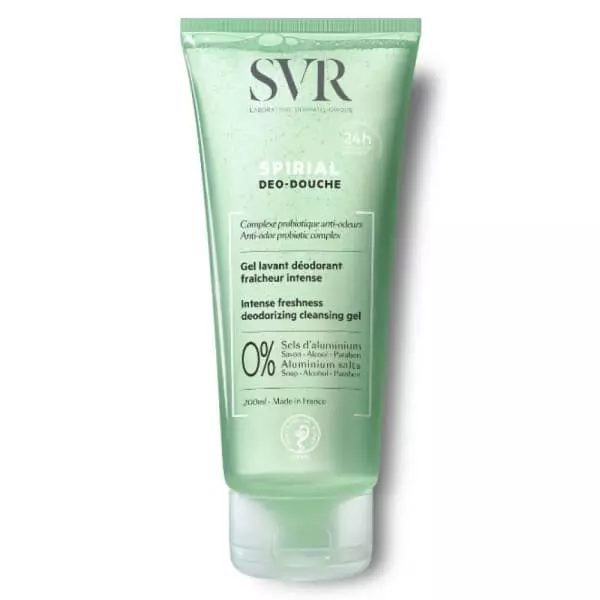 SVR
LABORATOIRE DERMATOLOGIQUE
24h
SPIRIAL
DEO-DOUCHE
Complexe probiotique anti-odeurs
Anti-odor probiotic complex
Gel lavant déodorant
fraîcheur intense
Intense freshness
deodorizing cleansing gel
0%
Sels d'aluminium
Savon - Alcool - Paraben
Aluminium salts
Soap - Alcohol - Paraben
200ml - Made in France